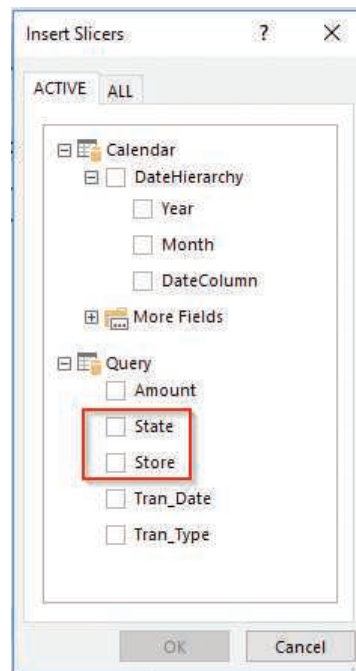 Insert Slicers ?
ACTIVE ALL
Calendar
DateHierarchy
Year
Month
DateColumn
More Fields
Query
Amount
State
Store
Tran_Date
Tran_Type
OK Cancel